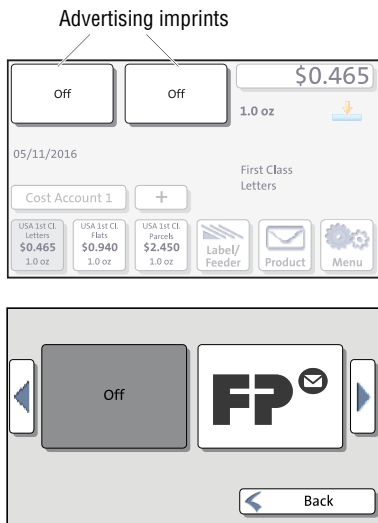 Advertising imprints
Off
Off
$0.465
1.0 oz
05/11/2016
First Class
Letters
Cost Account 1
+
USA 1st Cl.
Letters
$0.465
1.0 oz
USA 1st Cl.
Flats
$0.940
1.0 oz
USA 1st Cl.
Parcels
$2.450
1.0 oz
Label/
Feeder
Product
Menu
Off
FP
Back